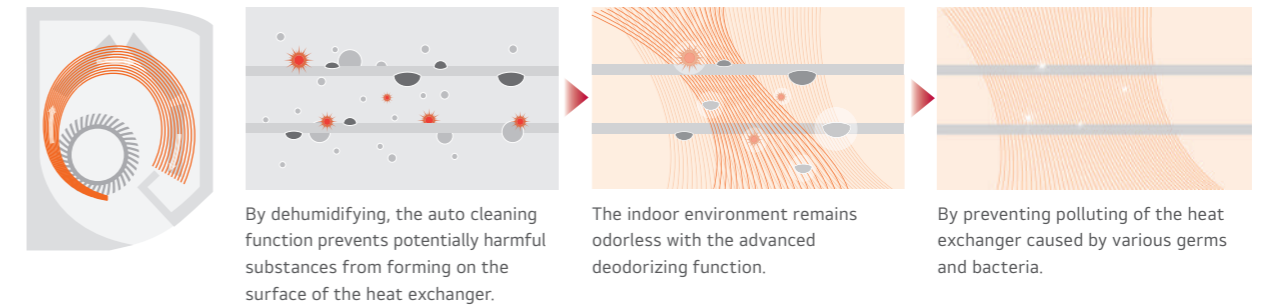 By dehumidifying, the auto cleaning
function prevents potentially harmful
substances from forming on the
surface of the heat exchanger.
The indoor environment remains
odorless with the advanced
deodorizing function.
By preventing polluting of the heat
exchanger caused by various germs
and bacteria.